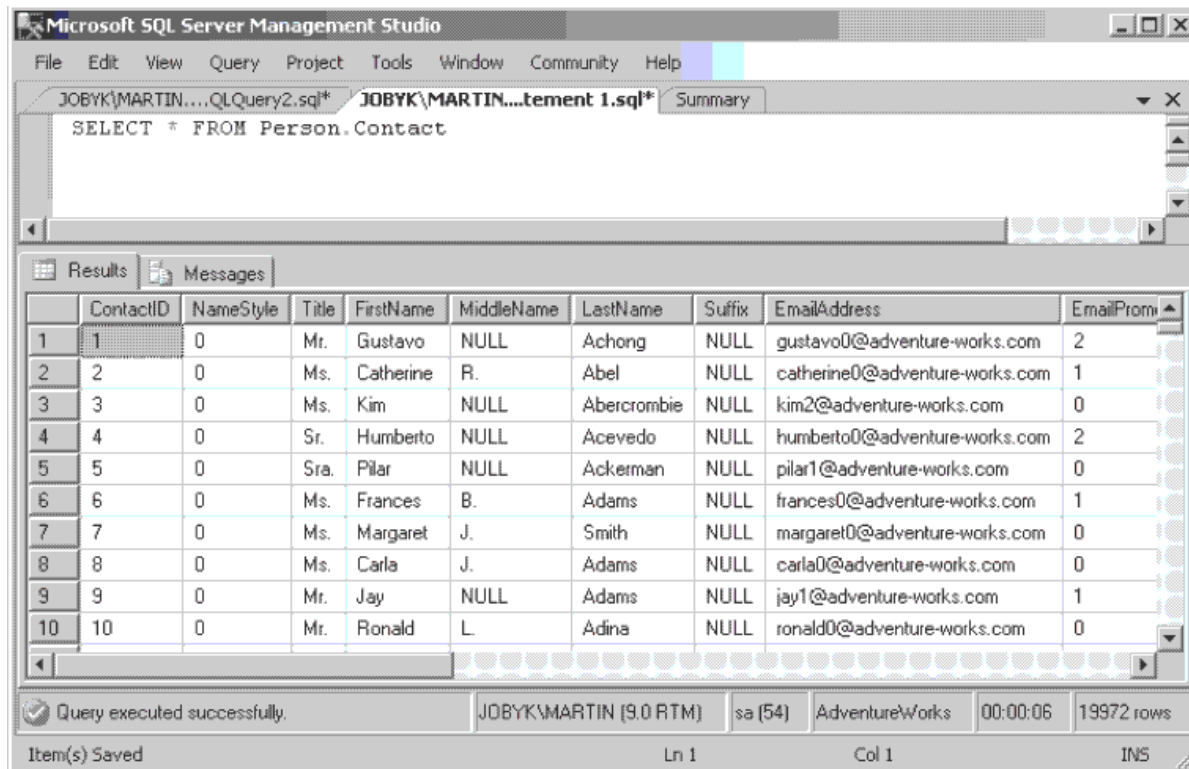 Microsoft SQL Server Management Studio
File Edit View Query Project Tools Window Community Help
JOBYK\MARTIN....QLQuery2.sql* JOBYK\MARTIN....tement 1.sql* Summary
SELECT * FROM Person.Contact
Results Messages
ContactID NameStyle Title FirstName MiddleName LastName Suffix EmailAddress EmailPromo
1 1 0 Mr. Gustavo NULL Achong NULL gustavo0@adventure-works.com 2
2 2 0 Ms. Catherine R. Abel NULL catherine0@adventure-works.com 1
3 3 0 Ms. Kim NULL Abercrombie NULL kim2@adventure-works.com 0
4 4 0 Sr. Humberto NULL Acevedo NULL humberto0@adventure-works.com 2
5 5 0 Sra. Pilar NULL Ackerman NULL pilar1@adventure-works.com 0
6 6 0 Ms. Frances B. Adams NULL frances0@adventure-works.com 1
7 7 0 Ms. Margaret J. Smith NULL margaret0@adventure-works.com 0
8 8 0 Ms. Carla J. Adams NULL carla0@adventure-works.com 0
9 9 0 Mr. Jay NULL Adams NULL jay1@adventure-works.com 1
10 10 0 Mr. Ronald L. Adina NULL ronald0@adventure-works.com 0
Query executed successfully. JOBYK\MARTIN (9.0 RTM) sa (54) AdventureWorks 00:00:06 19972 rows
Item(s) Saved Ln 1 Col 1 INS